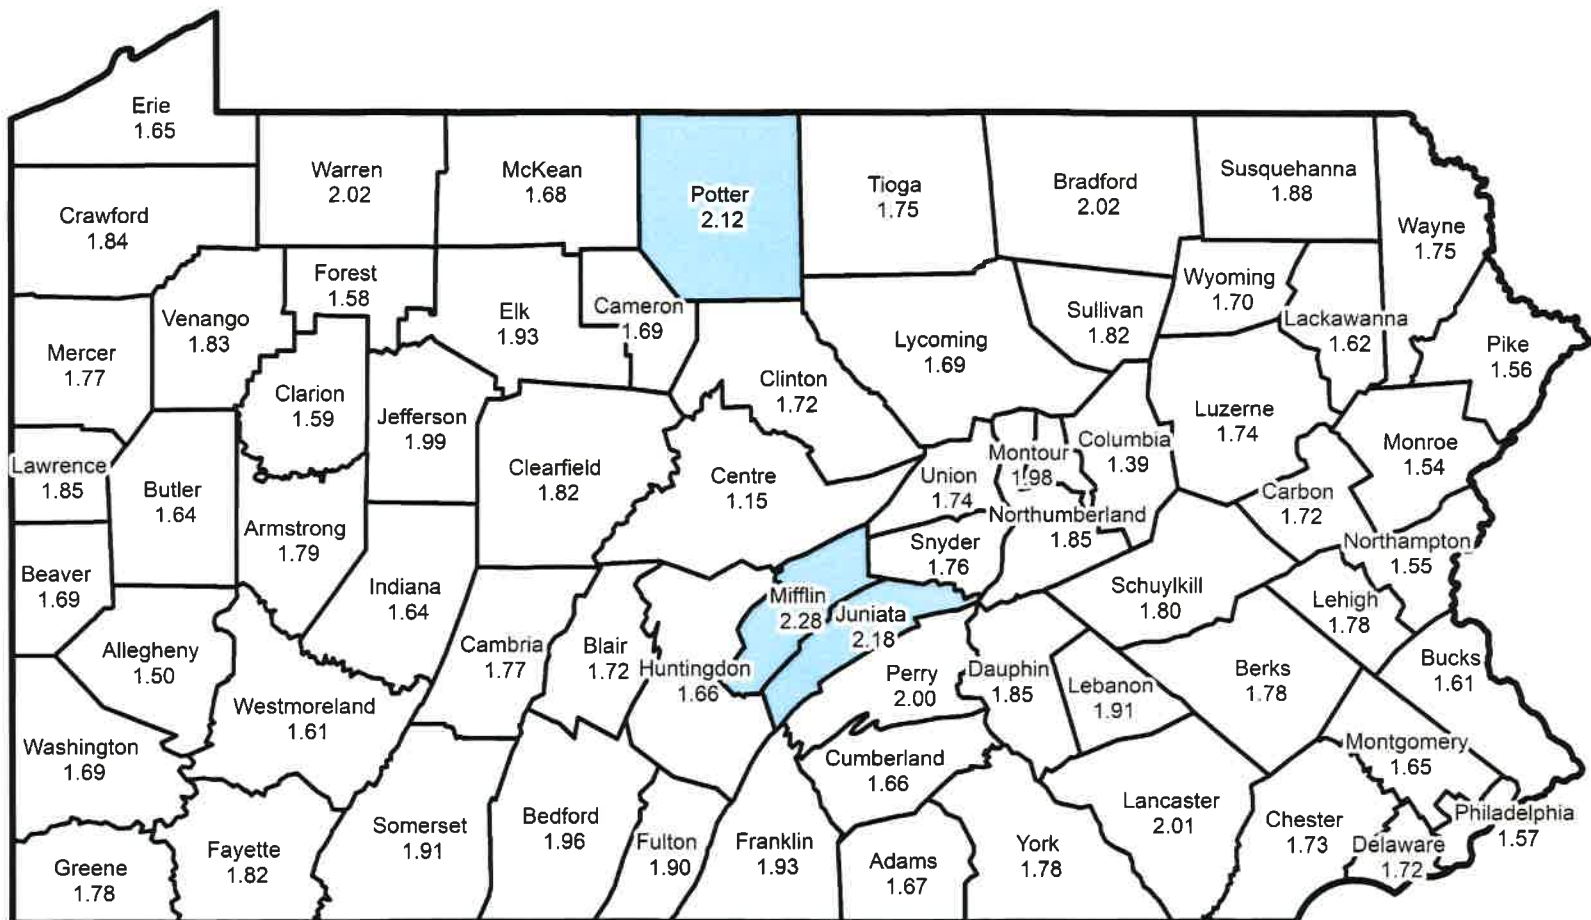 Erie
1.65
Warren
2.02
McKean
1.68
Potter
2.12
Tioga
1.75
Bradford
2.02
Susquehanna
1.88
Wayne
1.75
Crawford
1.84
Forest
1.58
Venango
1.83
Elk
1.93
Cameron
1.69
Lycoming
1.69
Sullivan
1.82
Wyoming
1.70
Lackawanna
1.62
Pike
1.56
Mercer
1.77
Clarion
1.59
Jefferson
1.99
Clinton
1.72
Luzerne
1.74
Columbia
1.39
Montour
1.98
Monroe
1.54
Lawrence
1.85
Butler
1.64
Clearfield
1.82
Centre
1.15
Union
1.74
Carbon
1.72
Armstrong
1.79
Northumberland
1.85
Snyder
1.76
Northampton
1.55
Beaver
1.69
Indiana
1.64
Mifflin
2.28
Juniata
2.18
Schuylkill
1.80
Lehigh
1.78
Allegheny
1.50
Cambria
1.77
Blair
1.72
Huntingdon
1.66
Perry
2.00
Dauphin
1.85
Lebanon
1.91
Berks
1.78
Bucks
1.61
Westmoreland
1.61
Washington
1.69
Cumberland
1.66
Montgomery
1.65
Somerset
1.91
Bedford
1.96
Fulton
1.90
Franklin
1.93
Adams
1.67
York
1.78
Lancaster
2.01
Chester
1.73
Delaware
1.72
Philadelphia
1.57
Greene
1.78
Fayette
1.82